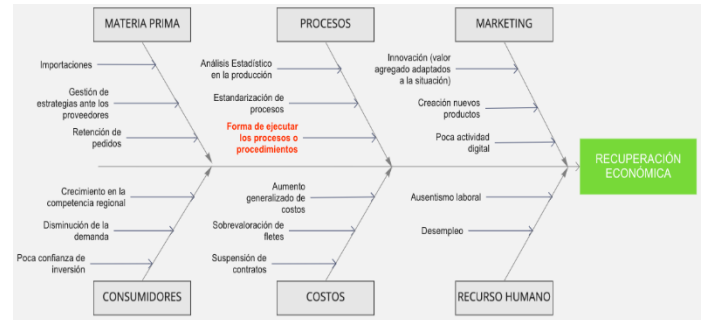 MATERIA PRIMA
PROCESOS
MARKETING
Importaciones
Gestión de
estrategias ante los
proveedores
Retención de
pedidos
Análisis Estadístico
en la producción
Estandarización de
procesos
Forma de ejecutar
los procesos o
procedimientos
Innovación (valor
agregado adaptados
a la situación)
Creación nuevos
productos
Poca actividad
digital
RECUPERACIÓN
ECONÓMICA
Crecimiento en la
competencia regional
Disminución de la
demanda
Poca confianza de
inversión
Aumento
generalizado de
costos
Sobrevaloración de
fletes
Suspensión de
contratos
Ausentismo laboral
Desempleo
CONSUMIDORES
COSTOS
RECURSO HUMANO